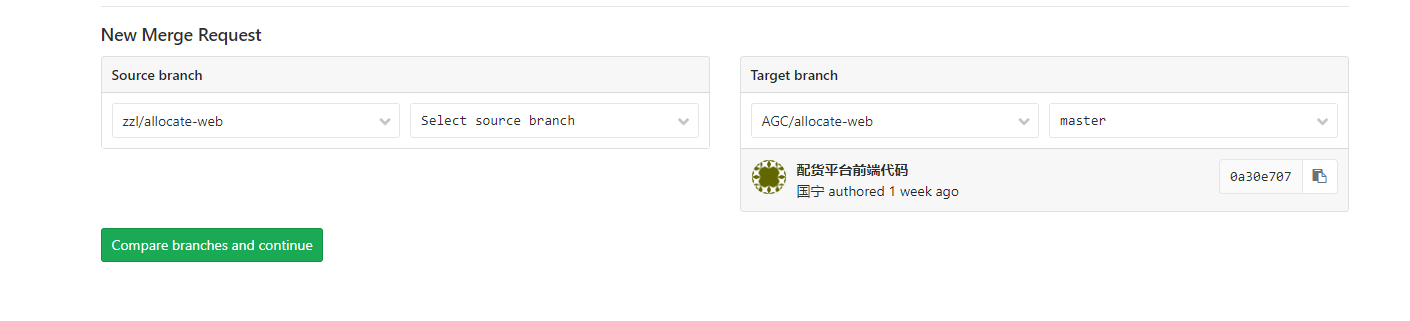 New Merge Request
Source branch
zzl/allocate-web
Select source branch
Target branch
AGC/allocate-web
master
配货平台前端代码
国宁 authored 1 week ago
0a30e707
Compare branches and continue